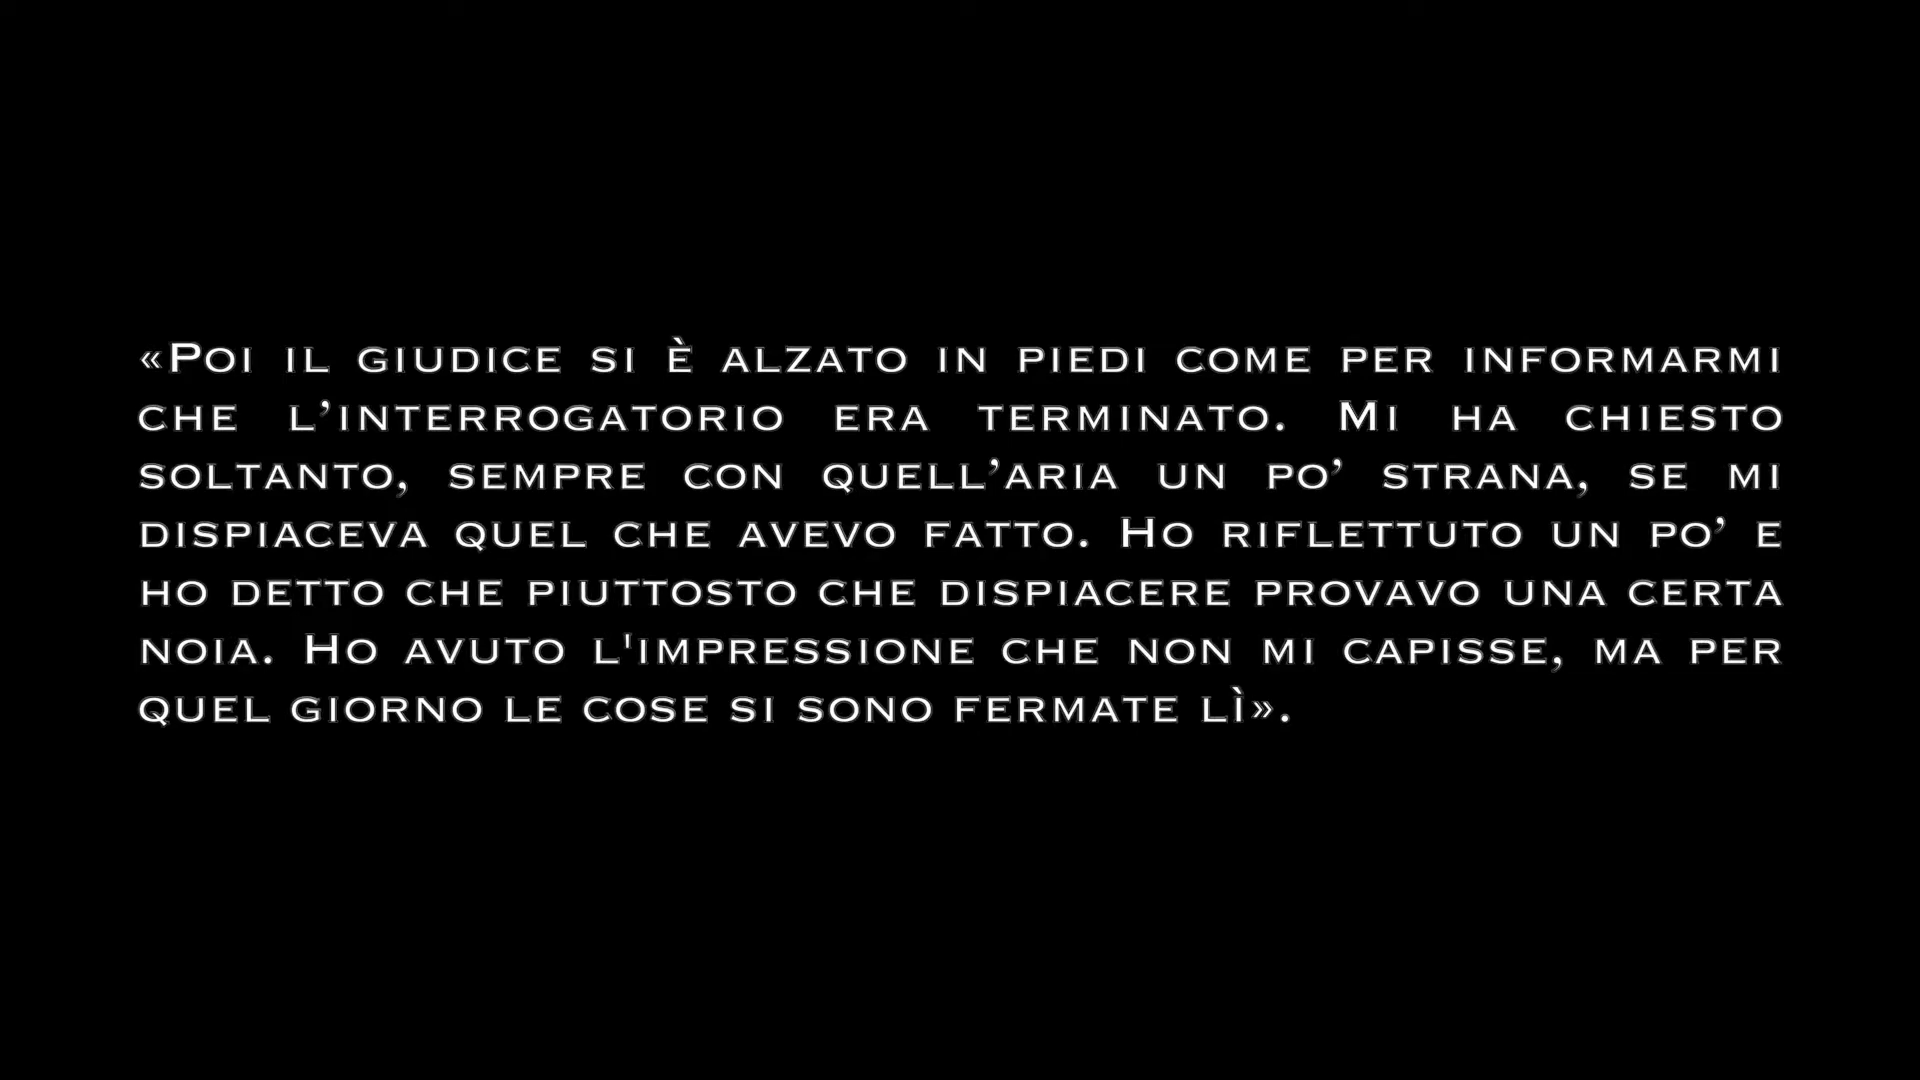 «Poi il giudice si è alzato in piedi come per informarmi
che l’interrogatorio era terminato. Mi ha chiesto
soltanto, sempre con quell’aria un po’ strana, se mi
dispiaceva quel che avevo fatto. Ho riflettuto un po’ e
ho detto che piuttosto che dispiacere provavo una certa
noia. Ho avuto l'impressione che non mi capisse, ma per
quel giorno le cose si sono fermate lì».